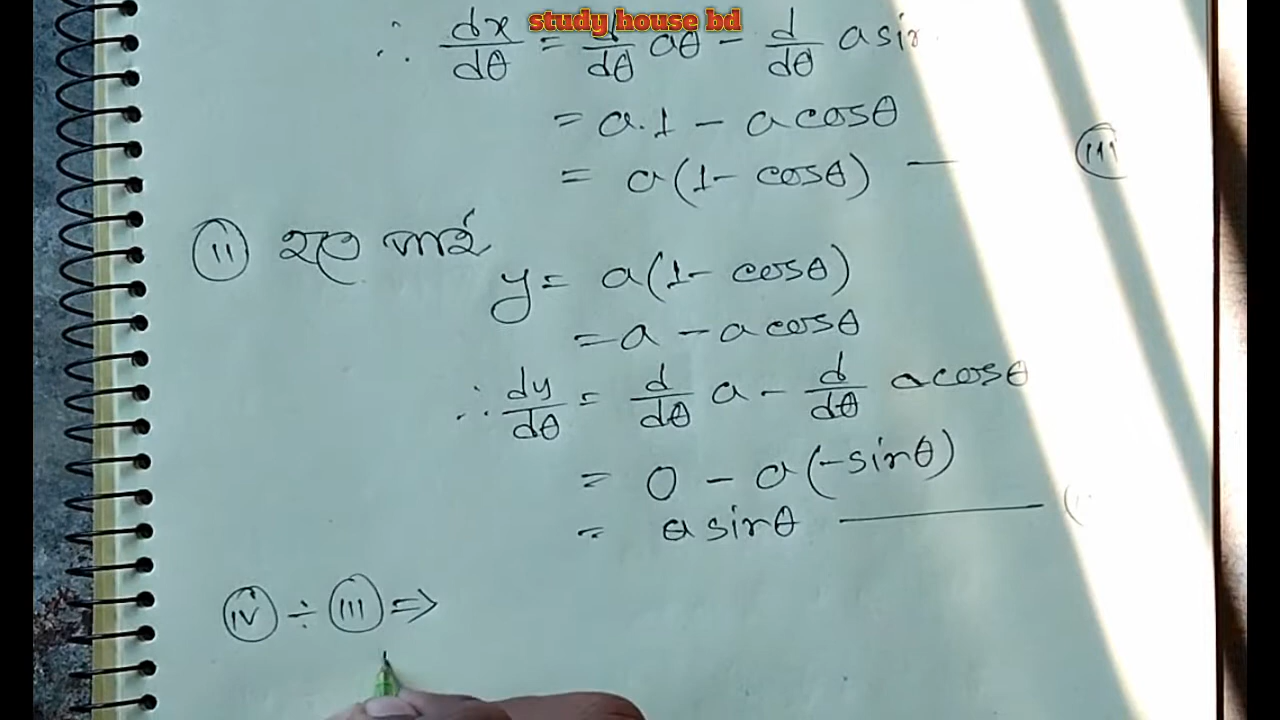 study house bd
∴ dx/dθ = d/dθ aθ - d/dθ a sin
= a.1 - a cosθ
= a(1 - cosθ) — (iii)
(ii) হতে পাই
y = a(1 - cosθ)
= a - a cosθ
∴ dy/dθ = d/dθ a - d/dθ a cosθ
= 0 - a(-sinθ)
= a sinθ —
(iv) ÷ (iii) ⇒